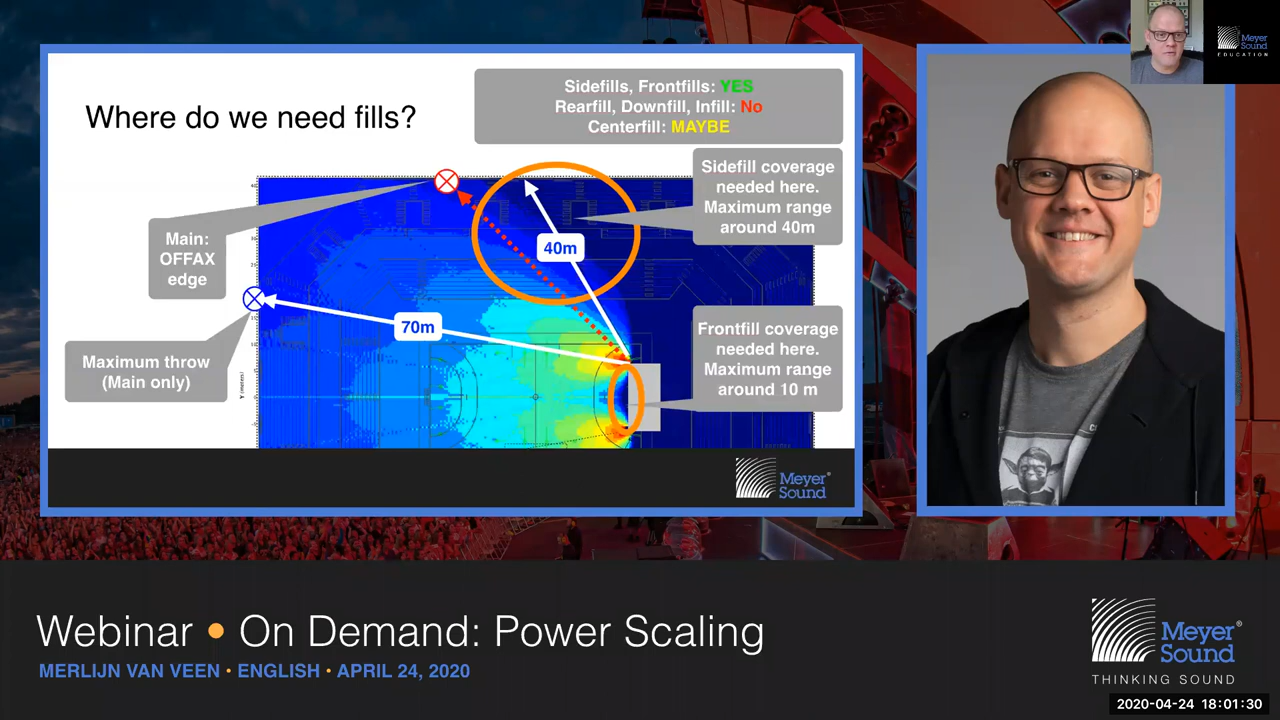 Meyer
Sound
EDUCATION
Where do we need fills?
Sidefills, Frontfills: YES
Rearfill, Downfill, Infill: No
Centerfill: MAYBE
Sidefill coverage
needed here.
Maximum range
around 40m
Main:
OFFAX
edge
40m
70m
Maximum throw
(Main only)
Frontfill coverage
needed here.
Maximum range
around 10 m
Meyer
Sound
Webinar • On Demand: Power Scaling
MERLIJN VAN VEEN • ENGLISH • APRIL 24, 2020
Meyer
Sound
THINKING SOUND
2020-04-24 18:01:30